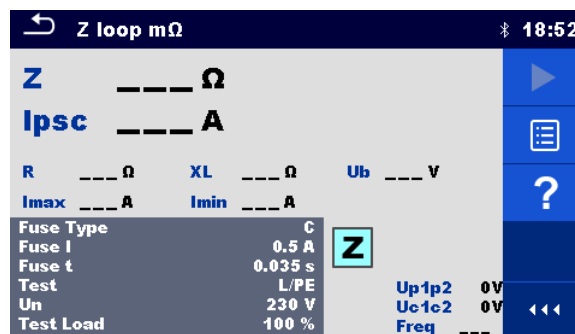 Z loop mΩ 18:52
Z ___ Ω
Ipsc ___ A
R ___ Ω XL ___ Ω Ub ___ V
Imax ___ A Imin ___ A
Fuse Type C
Fuse I 0.5 A
Fuse t 0.035 s
Test L/PE
Un 230 V
Test Load 100 %
Z
Up1p2 0V
Uc1c2 0V
Freq ___
?